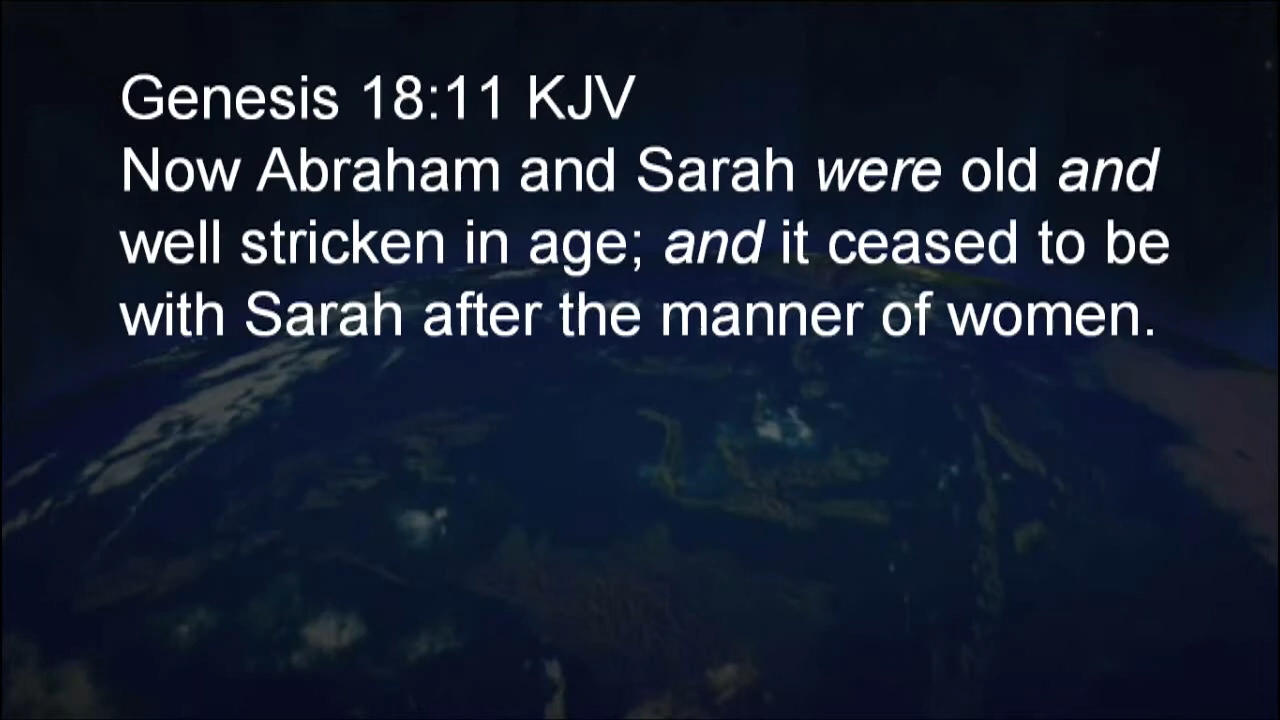 Genesis 18:11 KJV
Now Abraham and Sarah were old and
well stricken in age; and it ceased to be
with Sarah after the manner of women.